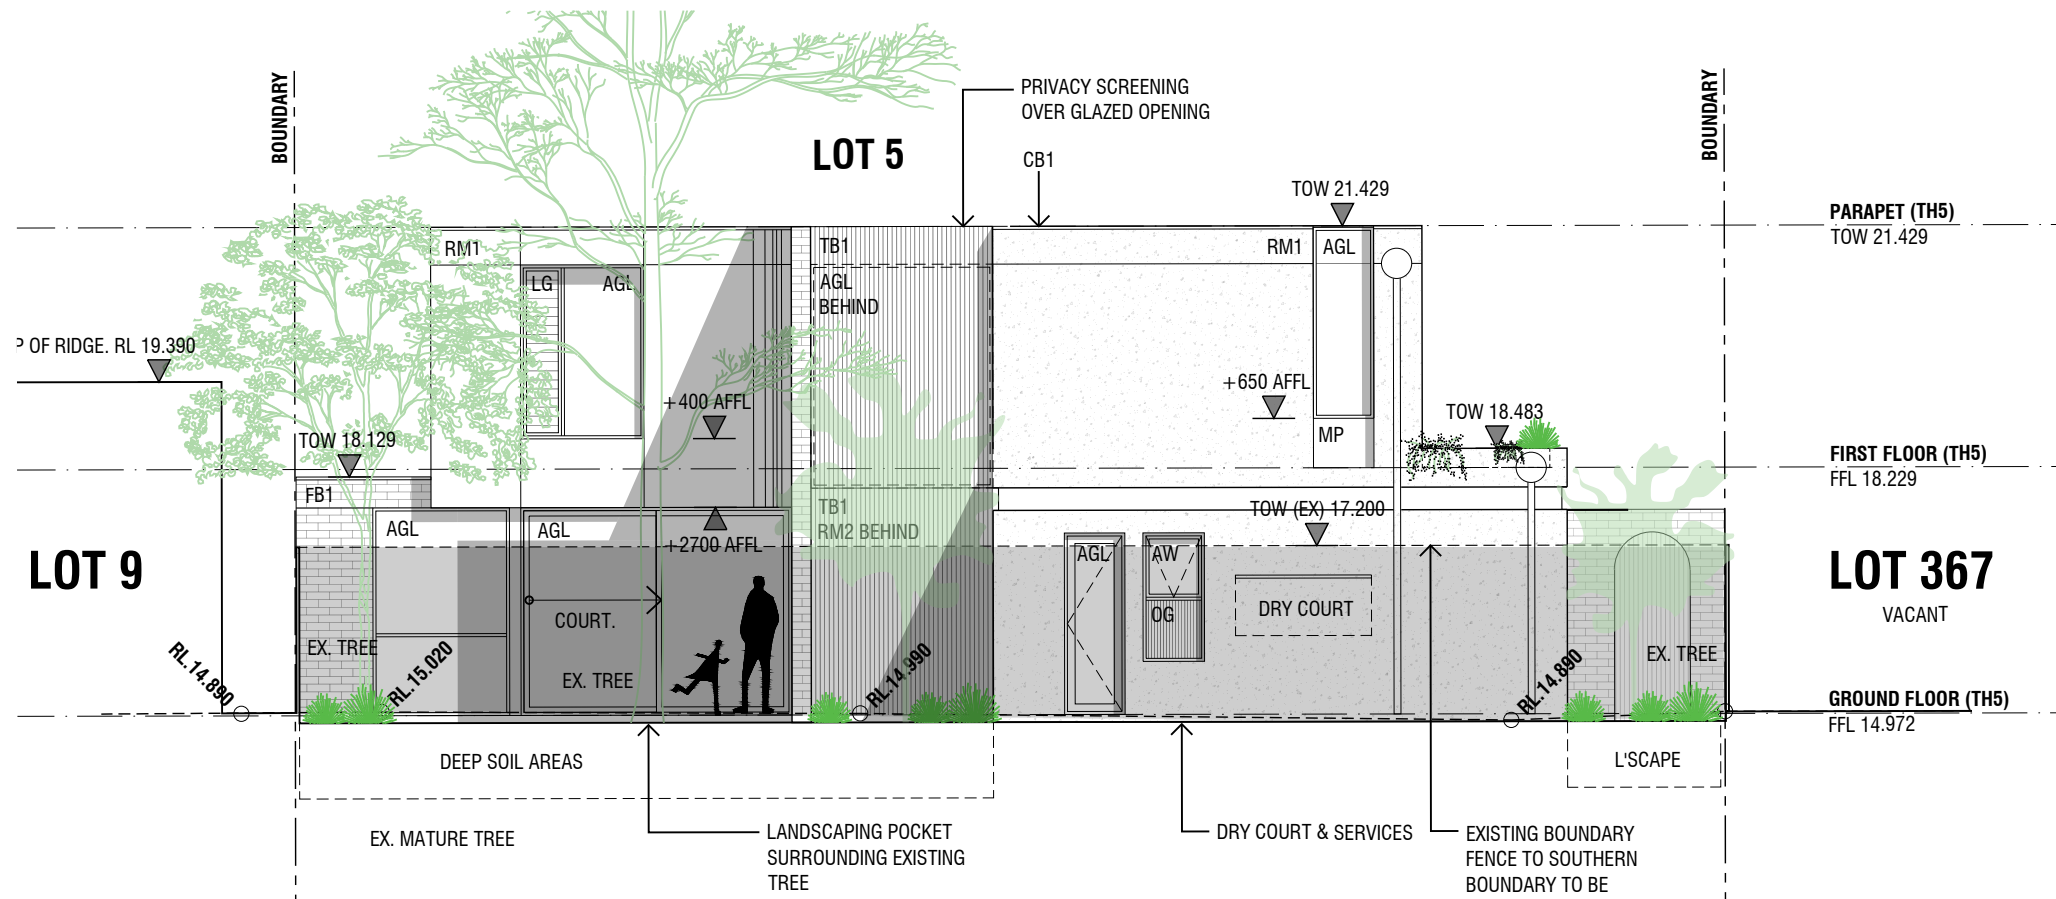 BOUNDARY
PRIVACY SCREENING
OVER GLAZED OPENING
BOUNDARY
LOT 5
CB1
TOW 21.429
PARAPET (TH5)
TOW 21.429
RM1
TB1
RM1
AGL
LG
AGL
AGL
BEHIND
P OF RIDGE. RL 19.390
+400 AFFL
+650 AFFL
TOW 18.483
MP
TOW 18.129
FIRST FLOOR (TH5)
FFL 18.229
FB1
TB1
RM2 BEHIND
TOW (EX) 17.200
AGL
AGL
+2700 AFFL
AGL
AW
LOT 9
LOT 367
VACANT
COURT.
OG
DRY COURT
EX. TREE
EX. TREE
EX. TREE
RL.14.890
RL.15.020
RL.14.990
RL.14.890
GROUND FLOOR (TH5)
FFL 14.972
DEEP SOIL AREAS
L'SCAPE
EX. MATURE TREE
LANDSCAPING POCKET
SURROUNDING EXISTING
TREE
DRY COURT & SERVICES
EXISTING BOUNDARY
FENCE TO SOUTHERN
BOUNDARY TO BE